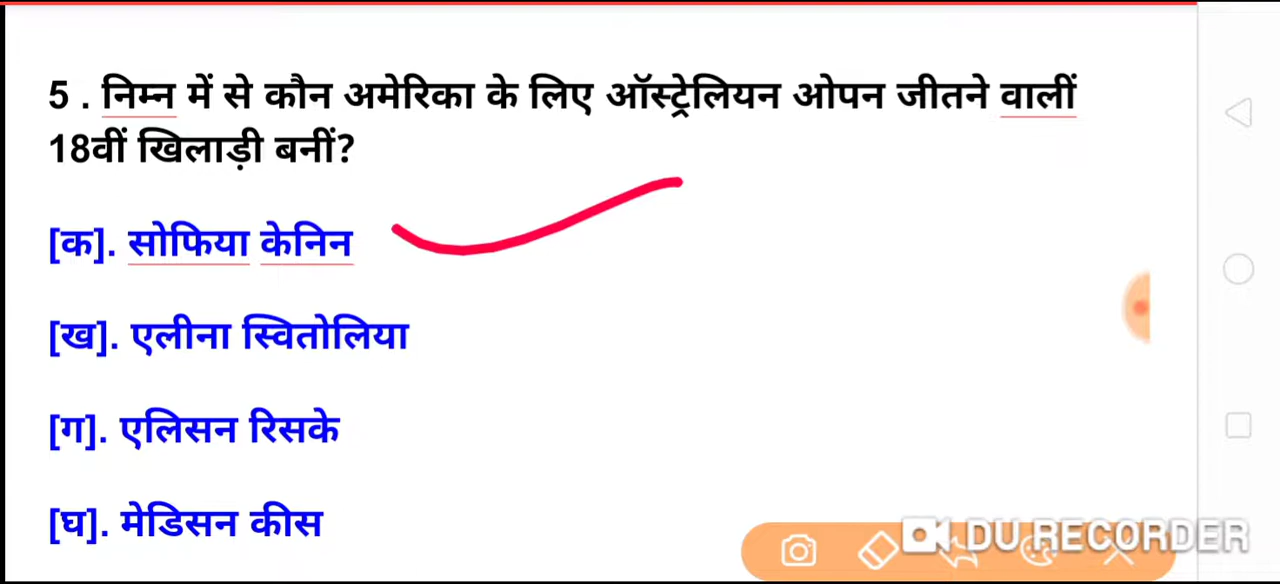 5 . निम्न में से कौन अमेरिका के लिए ऑस्ट्रेलियन ओपन जीतने वालीं
18वीं खिलाड़ी बनीं?
[क]. सोफिया केनिन
[ख]. एलीना स्वितोलिया
[ग]. एलिसन रिसके
[घ]. मेडिसन कीस
DU RECORDER